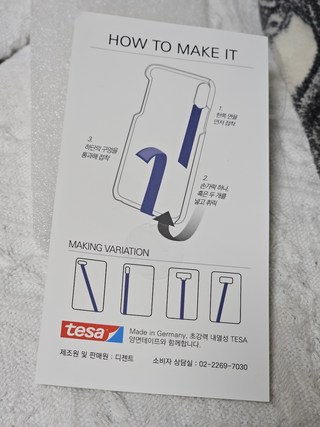 HOW TO MAKE IT
1.
한쪽 면을
먼저 접착
3.
하단의 구멍을
통과해 접착
2.
손가락 하나,
혹은 두 개를
넣고 휘릭
MAKING VARIATION
tesa
Made in Germany, 초강력 내열성 TESA
양면테이프와 함께합니다.
제조원 및 판매원 : 디젠트
소비자 상담실 : 02-2269-7030